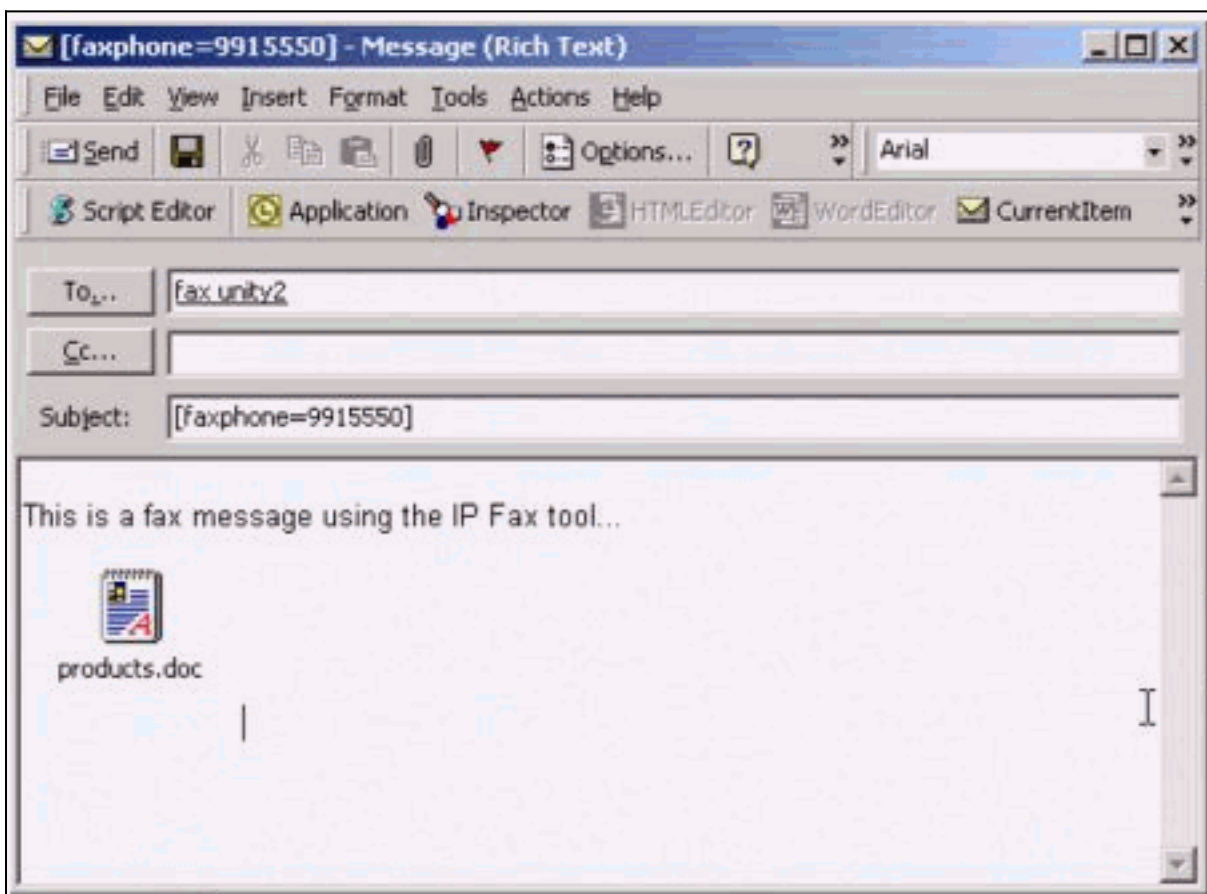 [faxphone=9915550] - Message (Rich Text)
File Edit View Insert Format Tools Actions Help
Send Options... Arial
Script Editor Application Inspector HTMLEditor WordEditor CurrentItem
To... fax unity2
Cc...
Subject: [faxphone=9915550]
This is a fax message using the IP Fax tool...
products.doc